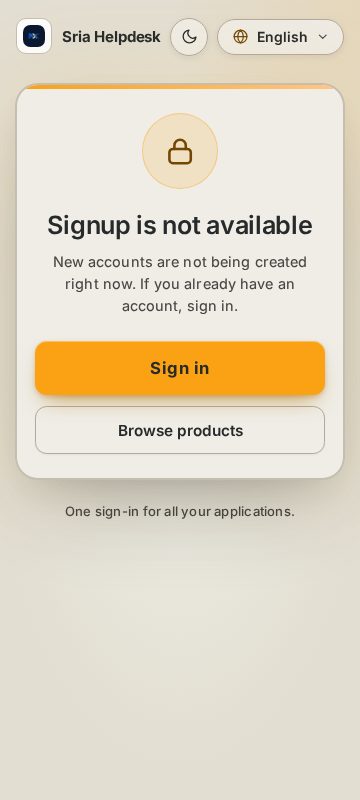 Sria Helpdesk
English
Signup is not available
New accounts are not being created
right now. If you already have an
account, sign in.
Sign in
Browse products
One sign-in for all your applications.